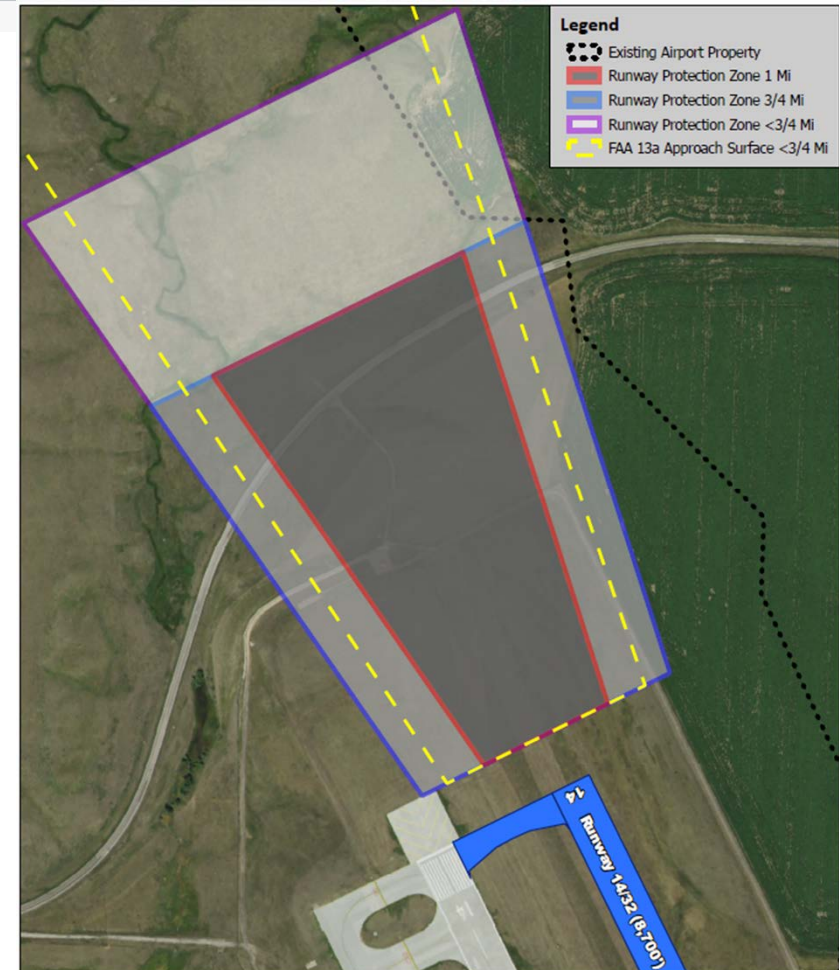 Legend
Existing Airport Property
Runway Protection Zone 1 Mi
Runway Protection Zone 3/4 Mi
Runway Protection Zone <3/4 Mi
FAA 13a Approach Surface <3/4 Mi
14
Runway 14/32 (8,700')